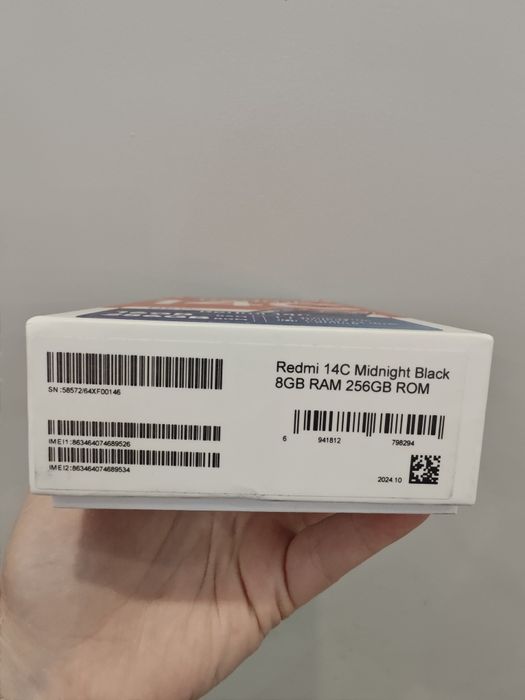 SN:58572/64XF00146
IMEI1:863464074689526
IMEI2:863464074689534
Redmi 14C Midnight Black
8GB RAM 256GB ROM
6 941812 798294
2024.10